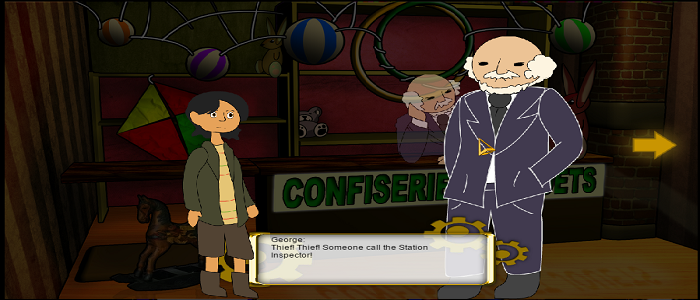 CONFISERIE ETS
George:
Thief! Thief! Someone call the Station
Inspector!